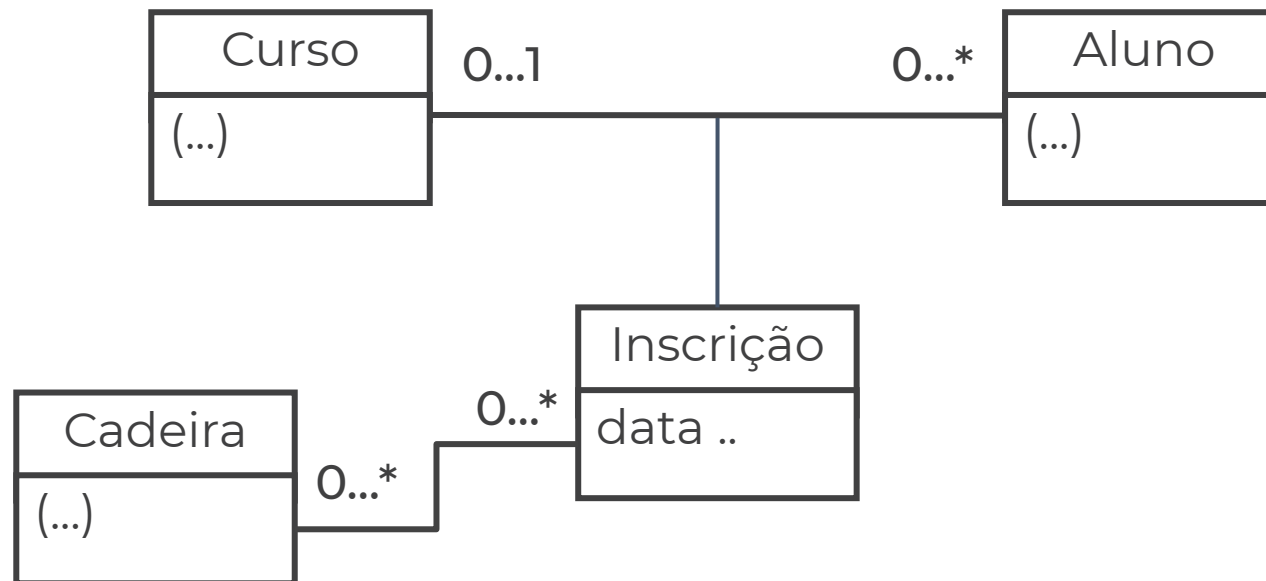 Curso
0...1
0...*
Aluno
(...)
(...)
Inscrição
data ..
0...*
Cadeira
0...*
(...)